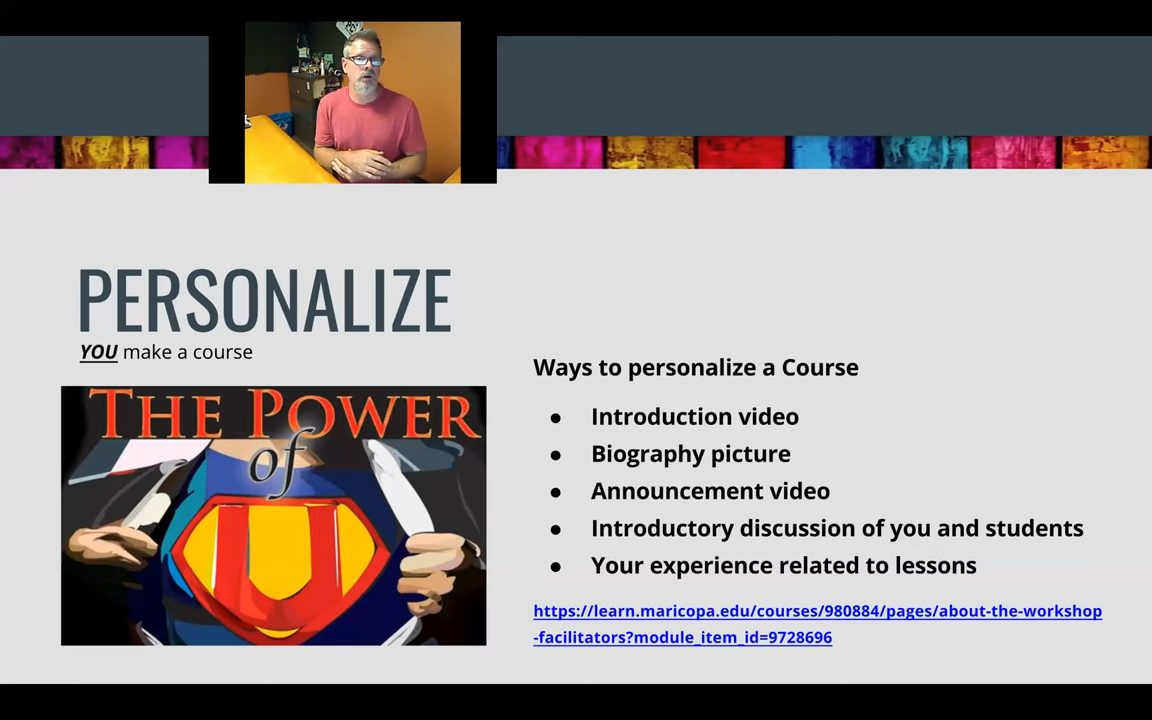 PERSONALIZE
YOU make a course
THE POWER
of
U
Ways to personalize a Course
● Introduction video
● Biography picture
● Announcement video
● Introductory discussion of you and students
● Your experience related to lessons
https://learn.maricopa.edu/courses/980884/pages/about-the-workshop
-facilitators?module_item_id=9728696